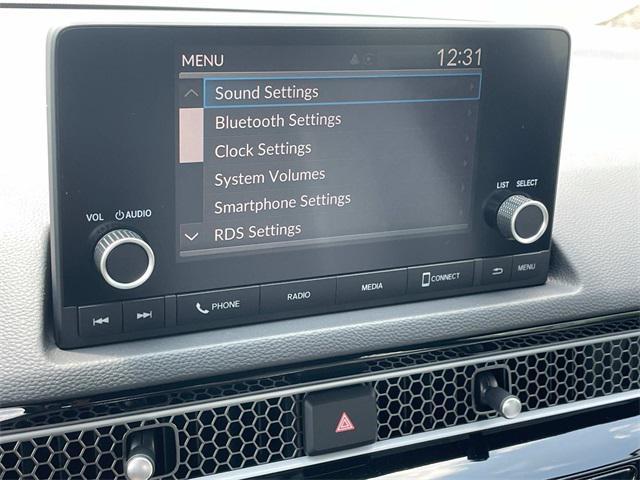 MENU 12:31
Sound Settings
Bluetooth Settings
Clock Settings
System Volumes
Smartphone Settings
RDS Settings
VOL AUDIO
LIST SELECT
PHONE RADIO MEDIA CONNECT MENU